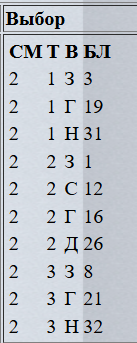 Выбор
СМ Т В БЛ
2 1 З 3
2 1 Г 19
2 1 Н 31
2 2 З 1
2 2 С 12
2 2 Г 16
2 2 Д 26
2 3 З 8
2 3 Г 21
2 3 Н 32